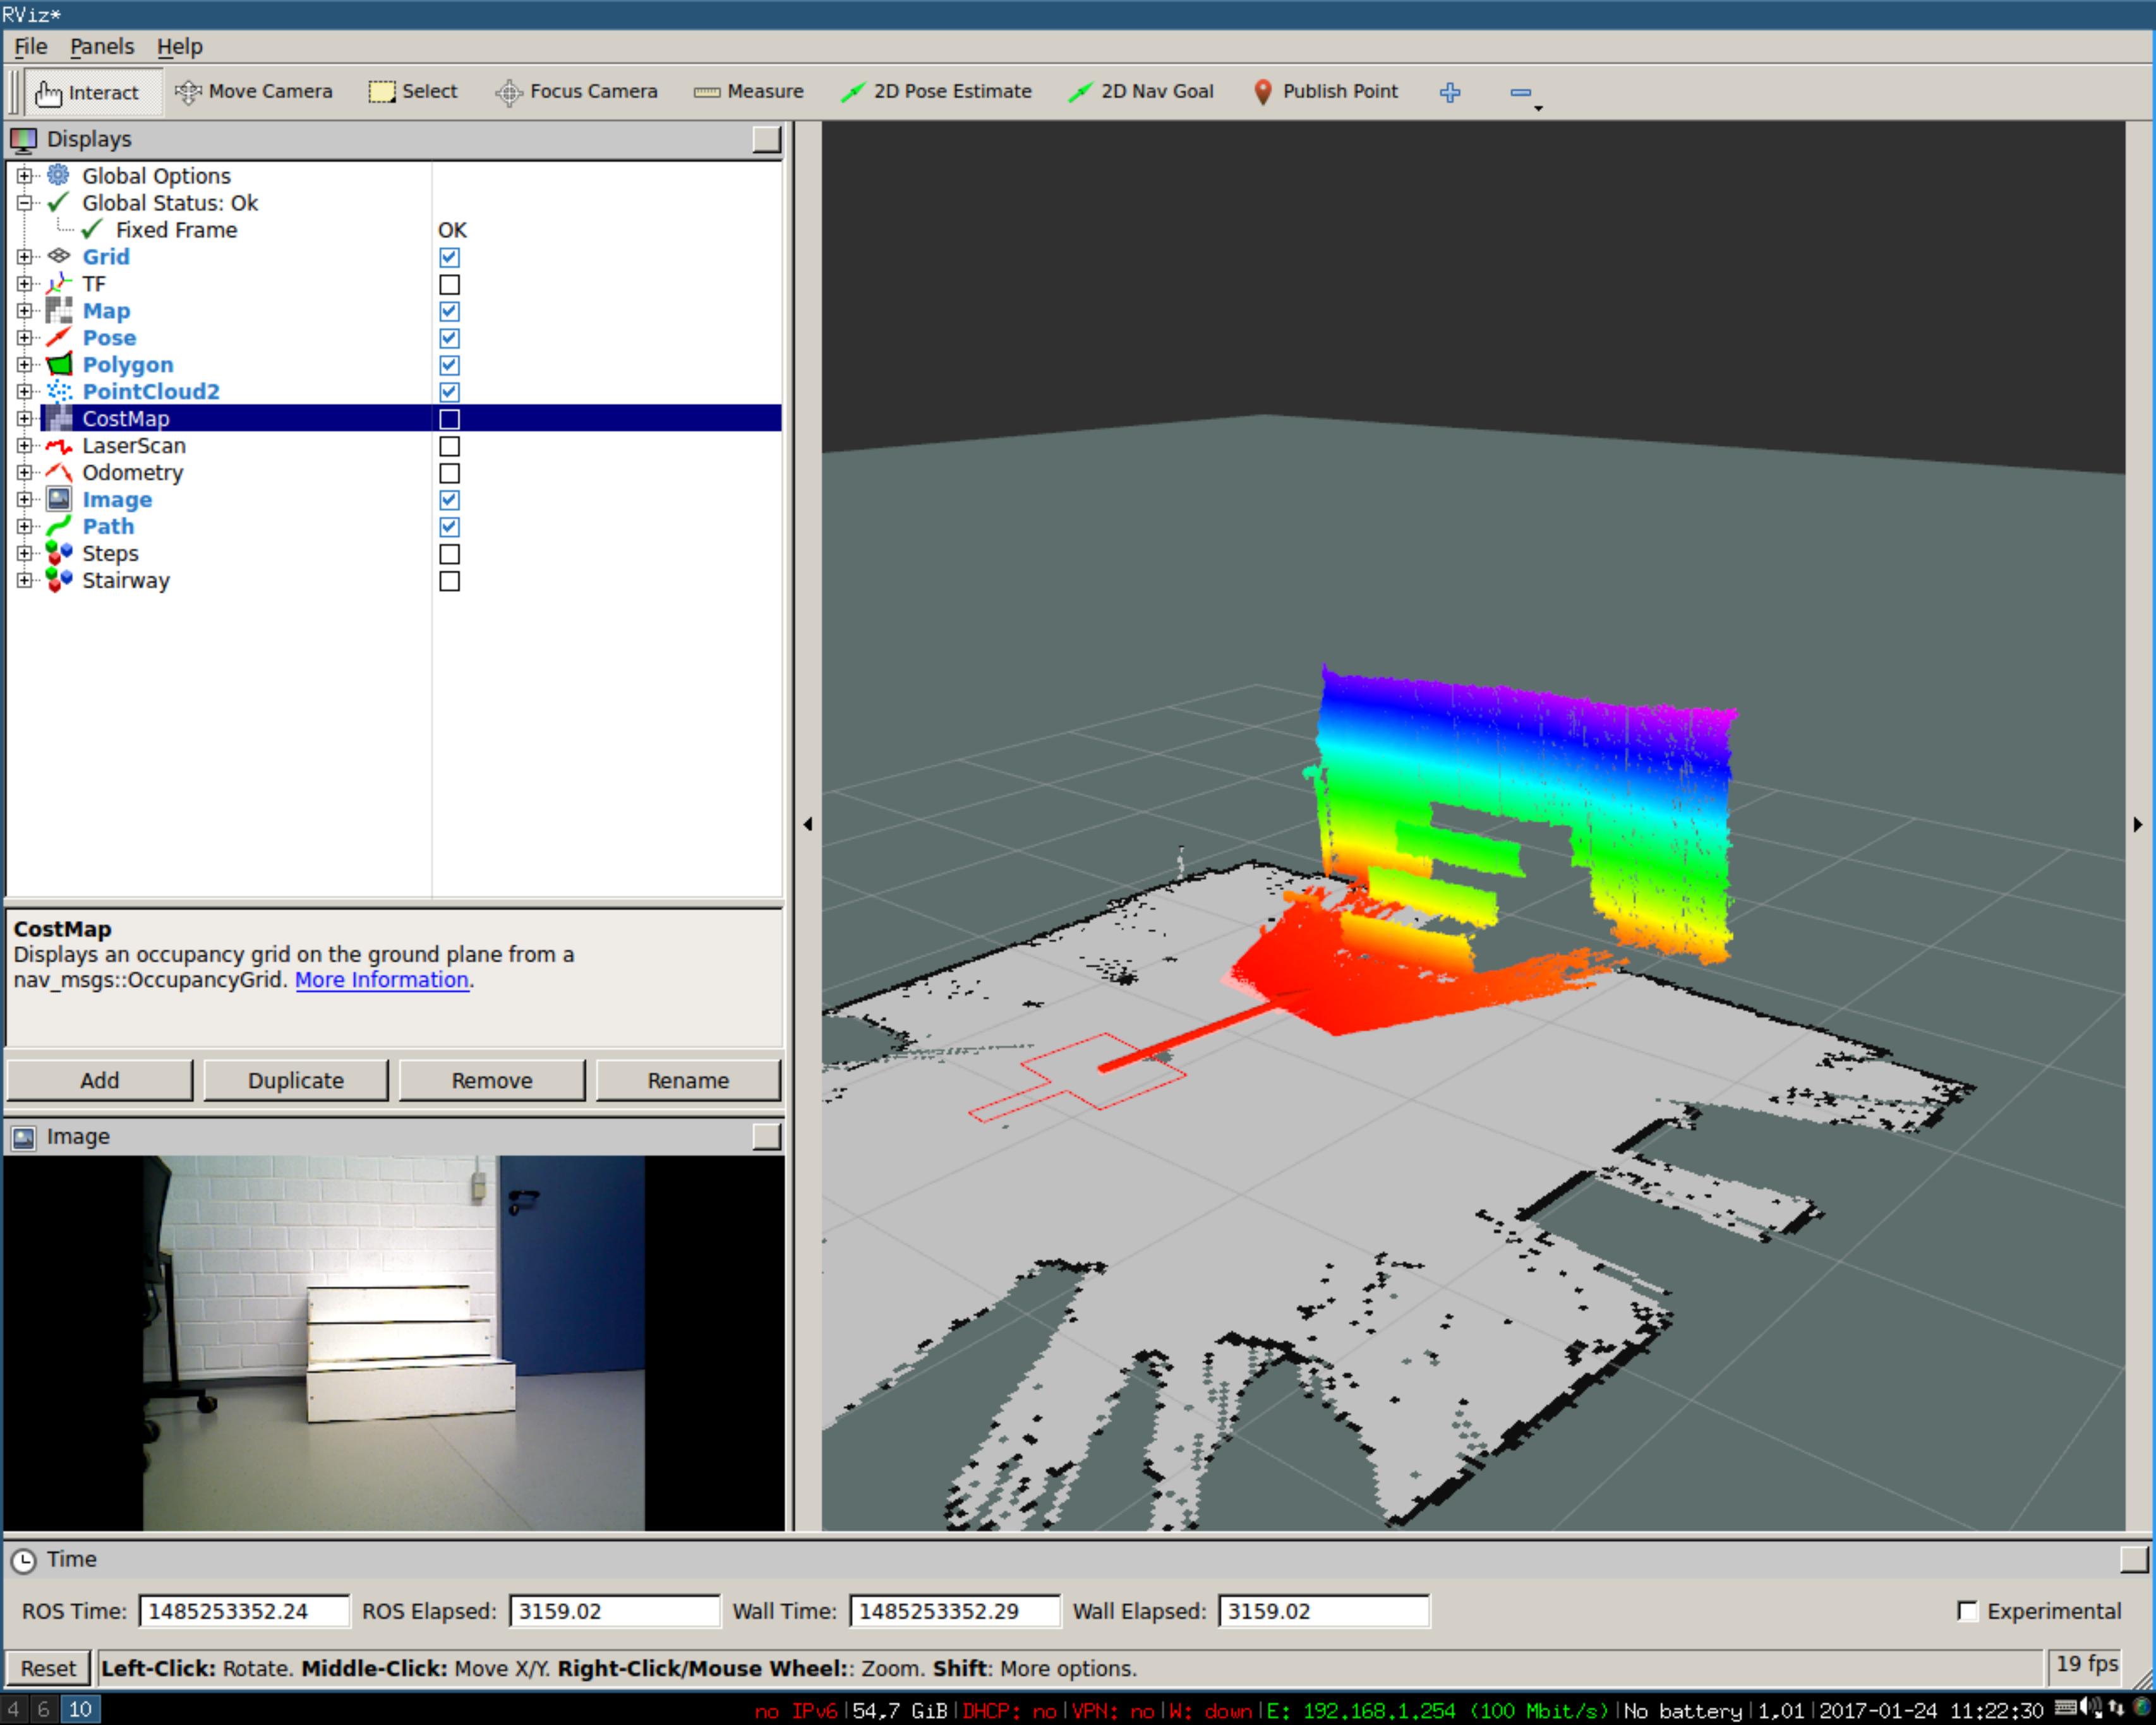 RViz*
File Panels Help
Interact Move Camera Select Focus Camera Measure 2D Pose Estimate 2D Nav Goal Publish Point
Displays
Global Options
Global Status: Ok
Fixed Frame OK
Grid
TF
Map
Pose
Polygon
PointCloud2
CostMap
LaserScan
Odometry
Image
Path
Steps
Stairway
CostMap
Displays an occupancy grid on the ground plane from a
nav_msgs::OccupancyGrid. More Information.
Add Duplicate Remove Rename
Image
Time
ROS Time: 1485253352.24 ROS Elapsed: 3159.02 Wall Time: 1485253352.29 Wall Elapsed: 3159.02 Experimental
Reset Left-Click: Rotate. Middle-Click: Move X/Y. Right-Click/Mouse Wheel:: Zoom. Shift: More options. 19 fps
4 6 10 no IPv6|54,7 GiB|DHCP: no|VPN: no|W: down|E: 192.168.1.254 (100 Mbit/s)|No battery|1,01|2017-01-24 11:22:30